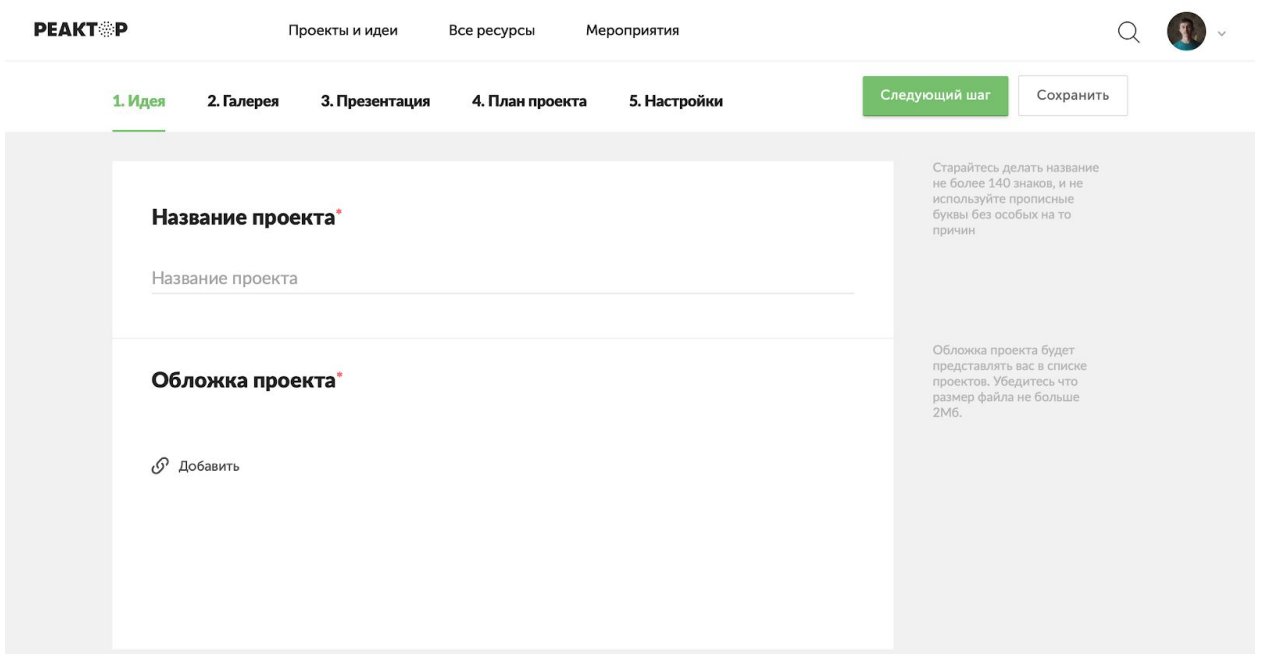 РЕАКТОР
Проекты и идеи
Все ресурсы
Мероприятия
1. Идея
2. Галерея
3. Презентация
4. План проекта
5. Настройки
Следующий шаг
Сохранить
Название проекта*
Название проекта
Старайтесь делать название
не более 140 знаков, и не
используйте прописные
буквы без особых на то
причин
Обложка проекта*
Добавить
Обложка проекта будет
представлять вас в списке
проектов. Убедитесь что
размер файла не больше
2Мб.